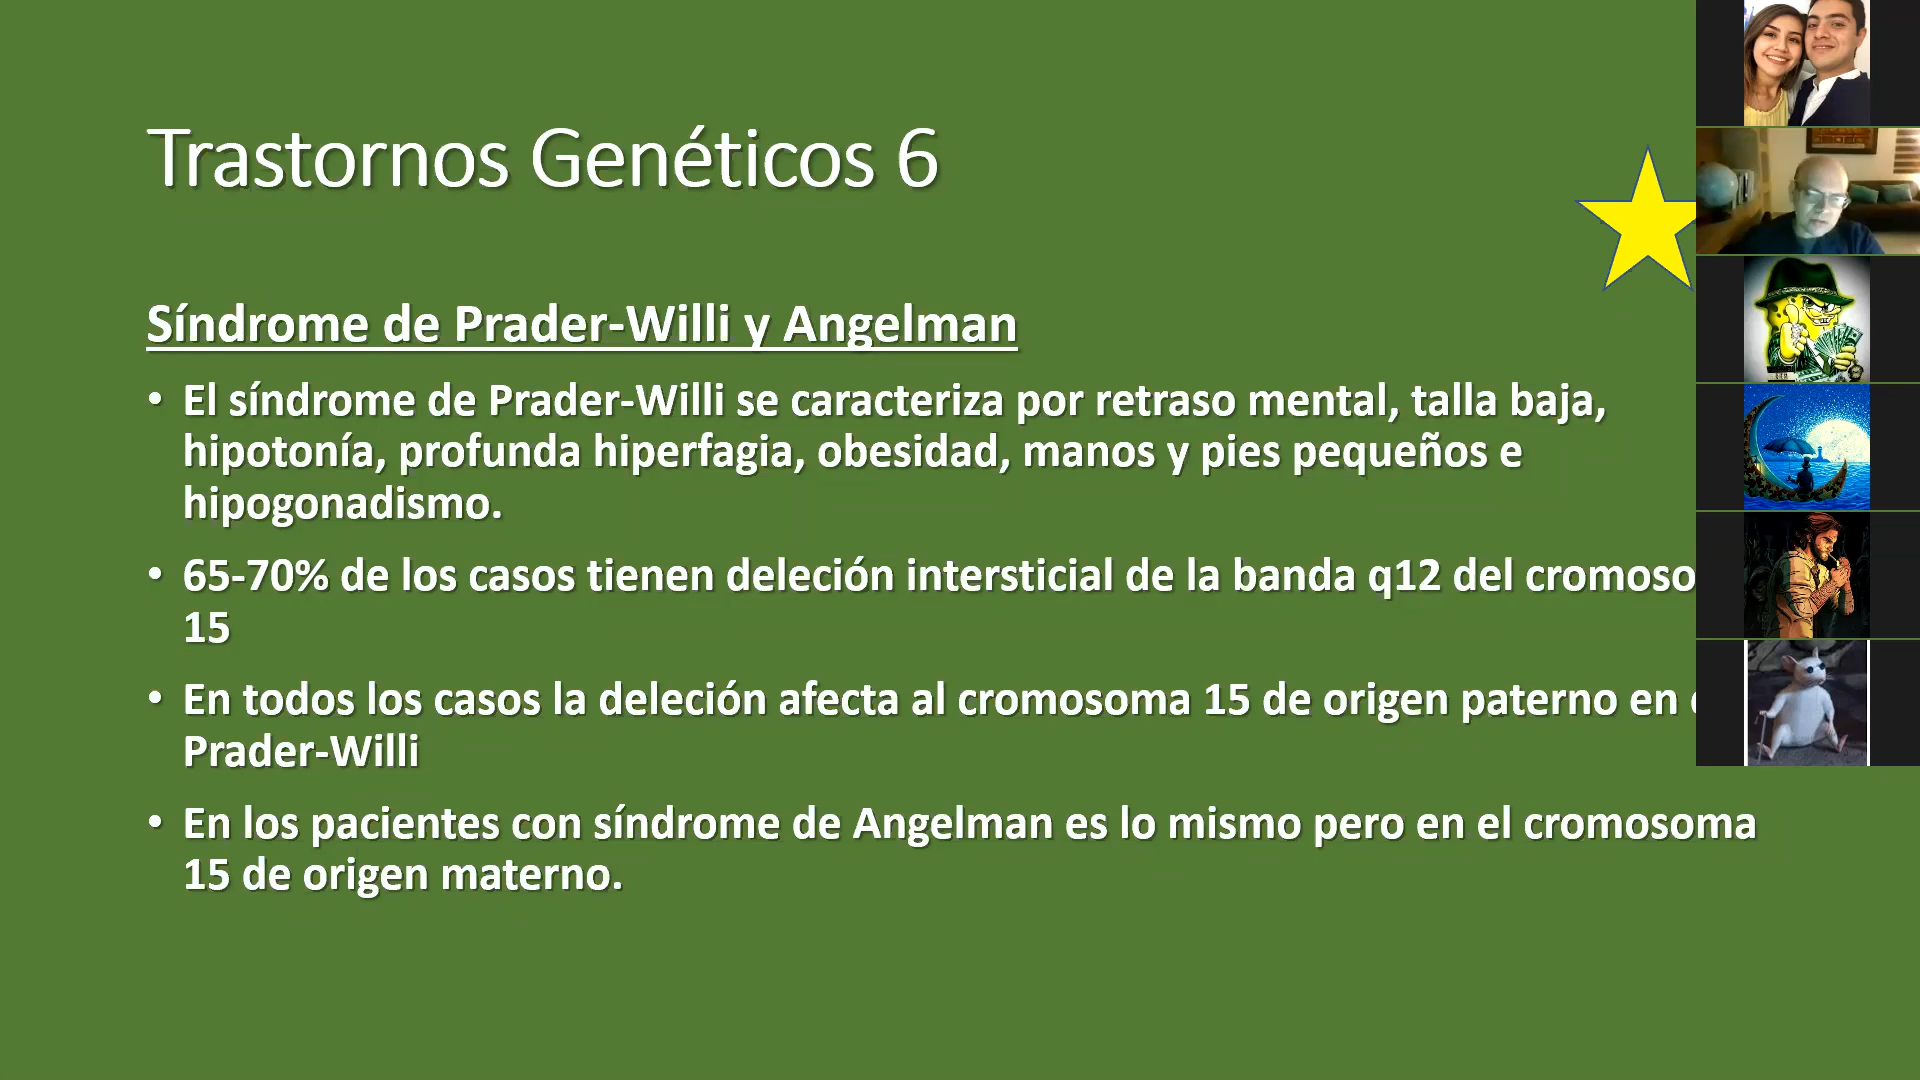 Trastornos Genéticos 6
Síndrome de Prader-Willi y Angelman
• El síndrome de Prader-Willi se caracteriza por retraso mental, talla baja,
hipotonía, profunda hiperfagia, obesidad, manos y pies pequeños e
hipogonadismo.
• 65-70% de los casos tienen deleción intersticial de la banda q12 del cromoso
15
• En todos los casos la deleción afecta al cromosoma 15 de origen paterno en
Prader-Willi
• En los pacientes con síndrome de Angelman es lo mismo pero en el cromosoma
15 de origen materno.